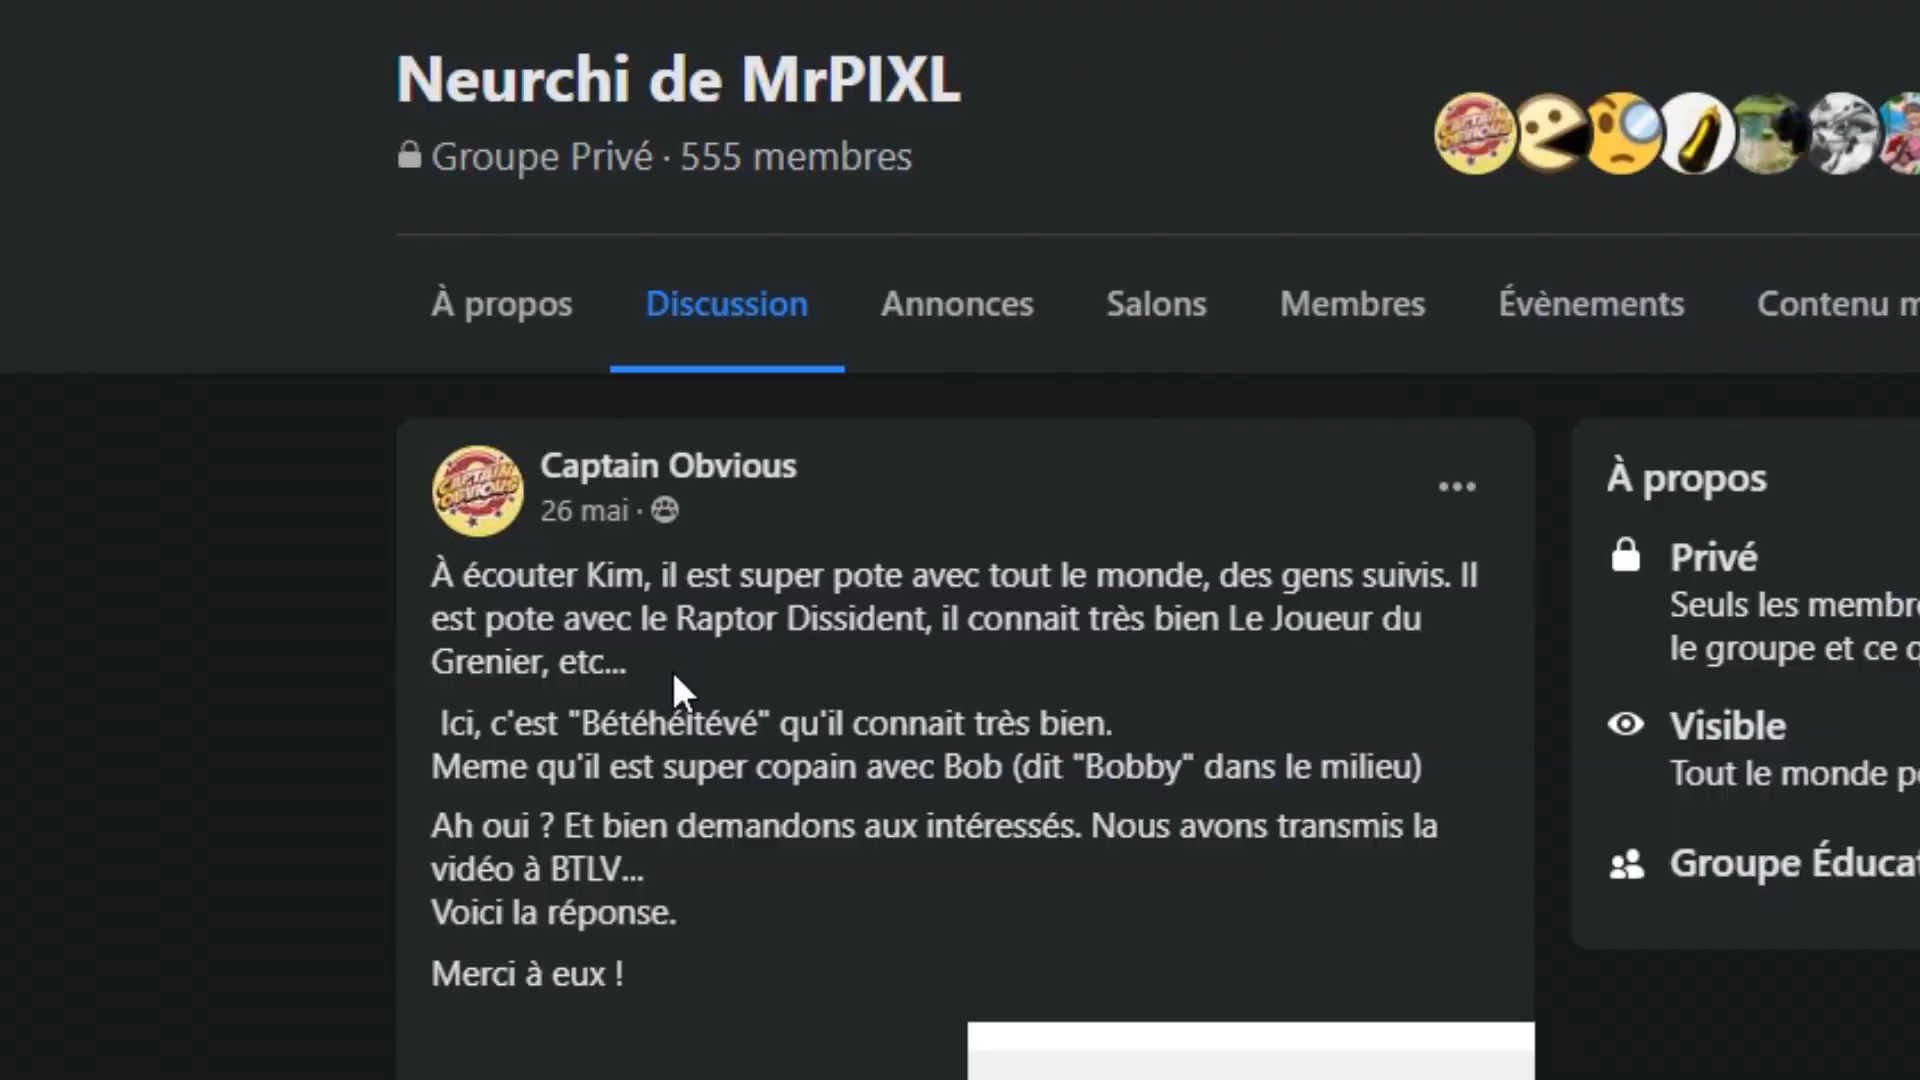 Neurchi de MrPIXL
Groupe Privé · 555 membres
À propos Discussion Annonces Salons Membres Évènements Contenu m
Captain Obvious
26 mai ·
À écouter Kim, il est super pote avec tout le monde, des gens suivis. Il
est pote avec le Raptor Dissident, il connait très bien Le Joueur du
Grenier, etc...
Ici, c'est "Bétéhéltévé" qu'il connait très bien.
Meme qu'il est super copain avec Bob (dit "Bobby" dans le milieu)
Ah oui ? Et bien demandons aux intéressés. Nous avons transmis la
vidéo à BTLV...
Voici la réponse.
Merci à eux !
À propos
Privé
Seuls les membre
le groupe et ce
Visible
Tout le monde p
Groupe Éduca
CAPTAIN
OBVIOUS